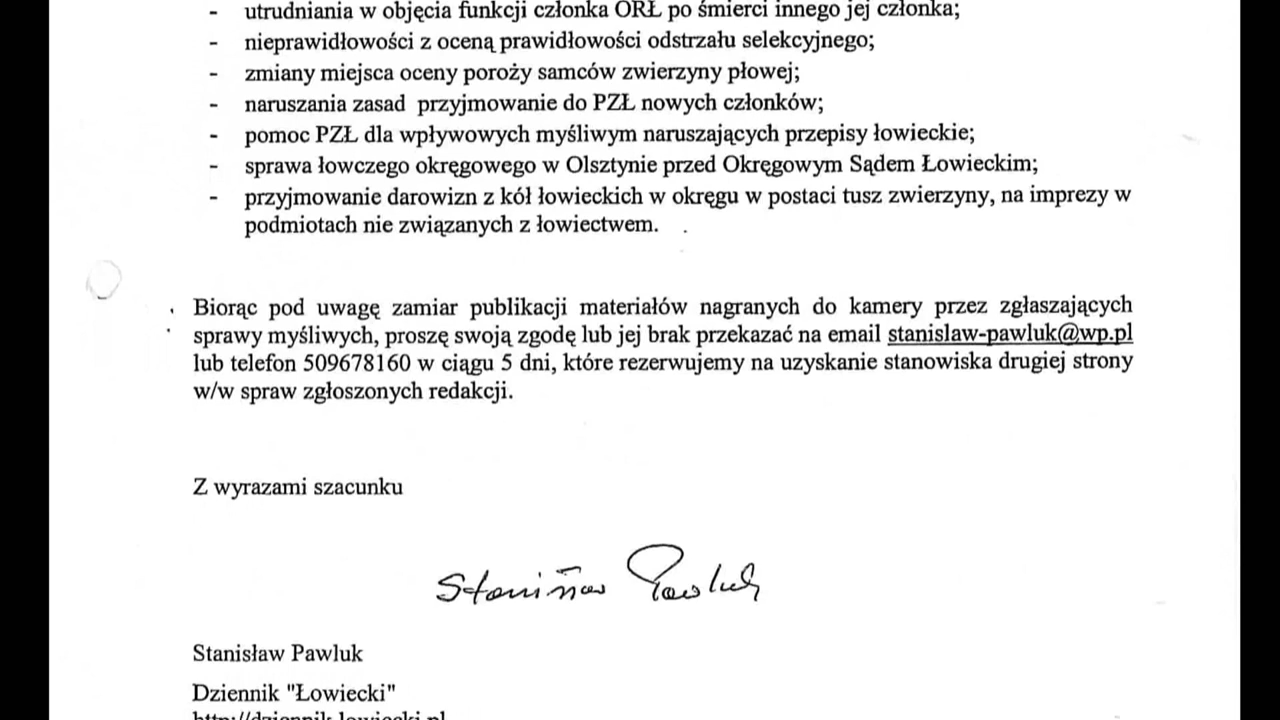 - utrudniania w objęcia funkcji członka ORŁ po śmierci innego jej członka;
- nieprawidłowości z oceną prawidłowości odstrzału selekcyjnego;
- zmiany miejsca oceny poroży samców zwierzyny płowej;
- naruszania zasad przyjmowanie do PZŁ nowych członków;
- pomoc PZŁ dla wpływowych myśliwym naruszających przepisy łowieckie;
- sprawa łowczego okręgowego w Olsztynie przed Okręgowym Sądem Łowieckim;
- przyjmowanie darowizn z kół łowieckich w okręgu w postaci tusz zwierzyny, na imprezy w
podmiotach nie związanych z łowiectwem.
Biorąc pod uwagę zamiar publikacji materiałów nagranych do kamery przez zgłaszających
sprawy myśliwych, proszę swoją zgodę lub jej brak przekazać na email stanislaw-pawluk@wp.pl
lub telefon 509678160 w ciągu 5 dni, które rezerwujemy na uzyskanie stanowiska drugiej strony
w/w spraw zgłoszonych redakcji.
Z wyrazami szacunku
Stanisław Pawluk
Stanisław Pawluk
Dziennik "Łowiecki"
http://dziennik.lowiecki.pl